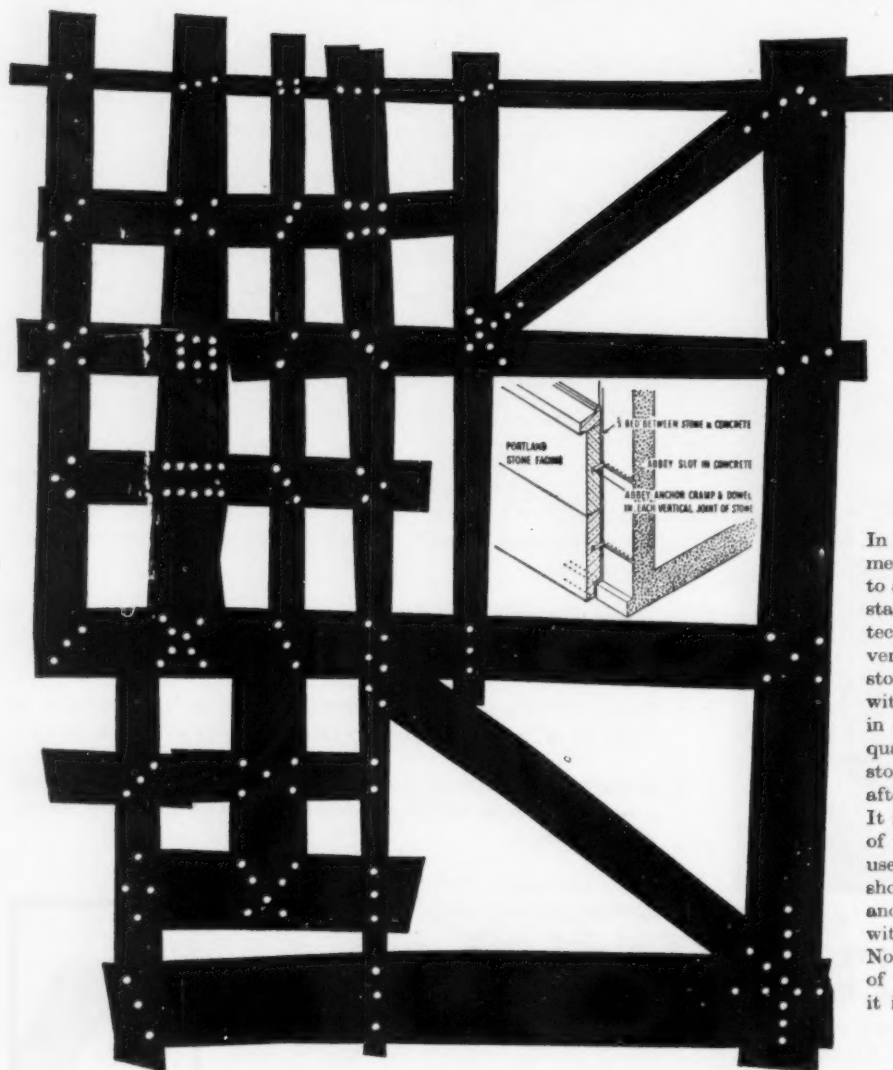 PORTLAND
STONE FACING
BED BETWEEN STONE & CONCRETE
ABBEY SLOT IN CONCRETE
ABBEY ANCHOR CRAMP & DOWEL
IN EACH VERTICAL JOINT OF STONE
In
me
to
sta
tec
ver
sto
wit
in
qua
sto
aft
It
of
use
sho
and
wit
No
of
it